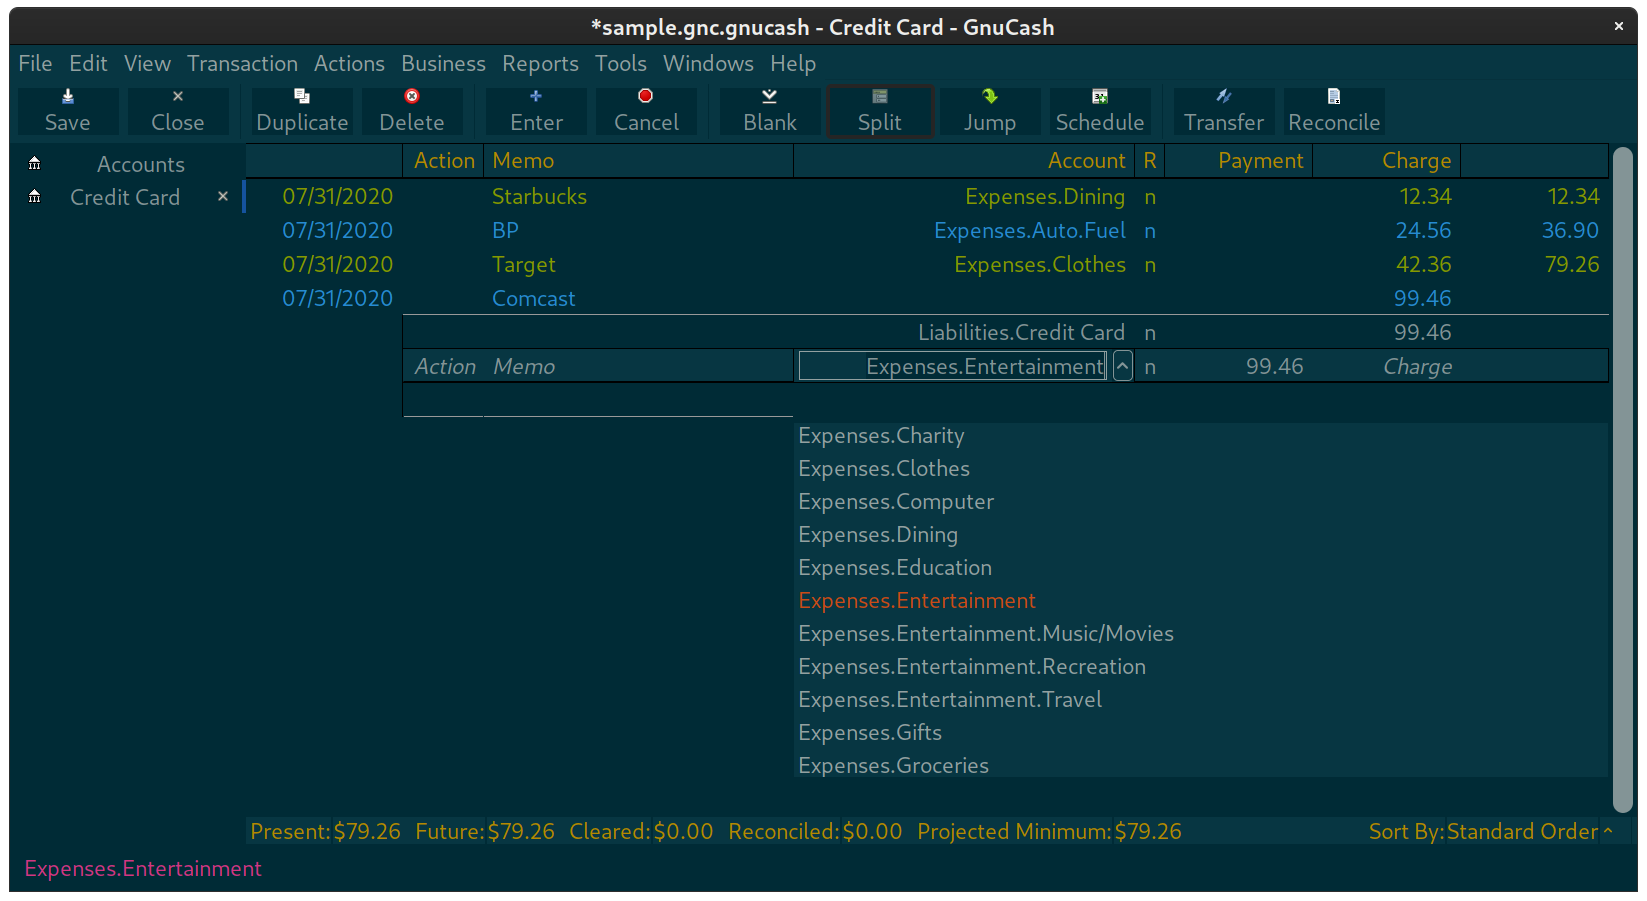 *sample.gnc.gnucash - Credit Card - GnuCash
File Edit View Transaction Actions Business Reports Tools Windows Help
Save Close Duplicate Delete Enter Cancel Blank Split Jump Schedule Transfer Reconcile
Accounts
Credit Card
Action Memo Account R Payment Charge
07/31/2020 Starbucks Expenses.Dining n 12.34 12.34
07/31/2020 BP Expenses.Auto.Fuel n 24.56 36.90
07/31/2020 Target Expenses.Clothes n 42.36 79.26
07/31/2020 Comcast 99.46
Liabilities.Credit Card n 99.46
Action Memo Expenses.Entertainment n 99.46 Charge
Expenses.Charity
Expenses.Clothes
Expenses.Computer
Expenses.Dining
Expenses.Education
Expenses.Entertainment
Expenses.Entertainment.Music/Movies
Expenses.Entertainment.Recreation
Expenses.Entertainment.Travel
Expenses.Gifts
Expenses.Groceries
Present: $79.26 Future: $79.26 Cleared: $0.00 Reconciled: $0.00 Projected Minimum: $79.26 Sort By: Standard Order
Expenses.Entertainment